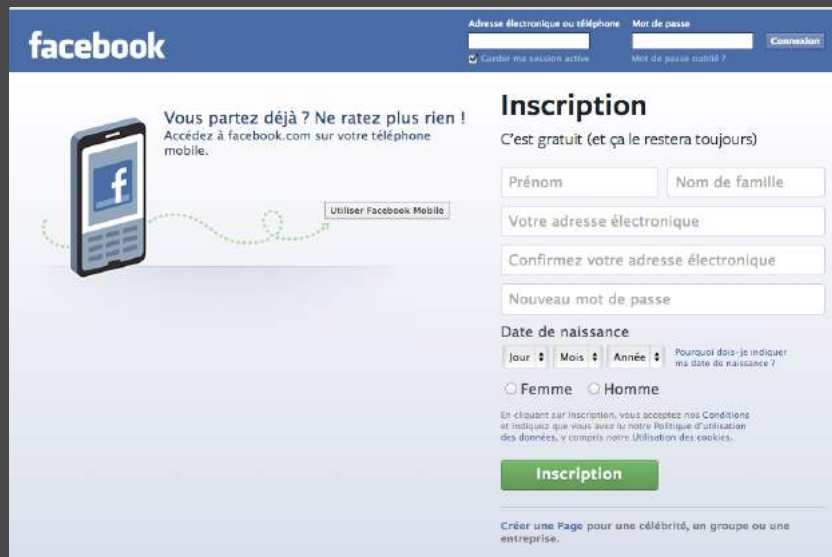 facebook
Adresse électronique ou téléphone
Mot de passe
Connexion
Garder ma session active
Mot de passe oublié ?
Vous partez déjà ? Ne ratez plus rien !
Accédez à facebook.com sur votre téléphone
mobile.
f
Utiliser Facebook Mobile
Inscription
C'est gratuit (et ça le restera toujours)
Prénom
Nom de famille
Votre adresse électronique
Confirmez votre adresse électronique
Nouveau mot de passe
Date de naissance
Jour
Mois
Année
Pourquoi dois-je indiquer
ma date de naissance ?
Femme
Homme
En cliquant sur Inscription, vous acceptez nos Conditions
et indiquez que vous avez lu notre Politique d'utilisation
des données, y compris notre Utilisation des cookies.
Inscription
Créer une Page pour une célébrité, un groupe ou une
entreprise.